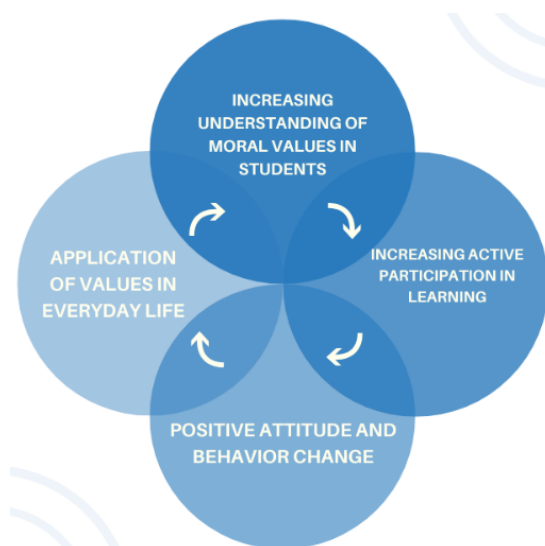 INCREASING
UNDERSTANDING OF
MORAL VALUES IN
STUDENTS
INCREASING ACTIVE
PARTICIPATION IN
LEARNING
POSITIVE ATTITUDE AND
BEHAVIOR CHANGE
APPLICATION
OF VALUES IN
EVERYDAY LIFE